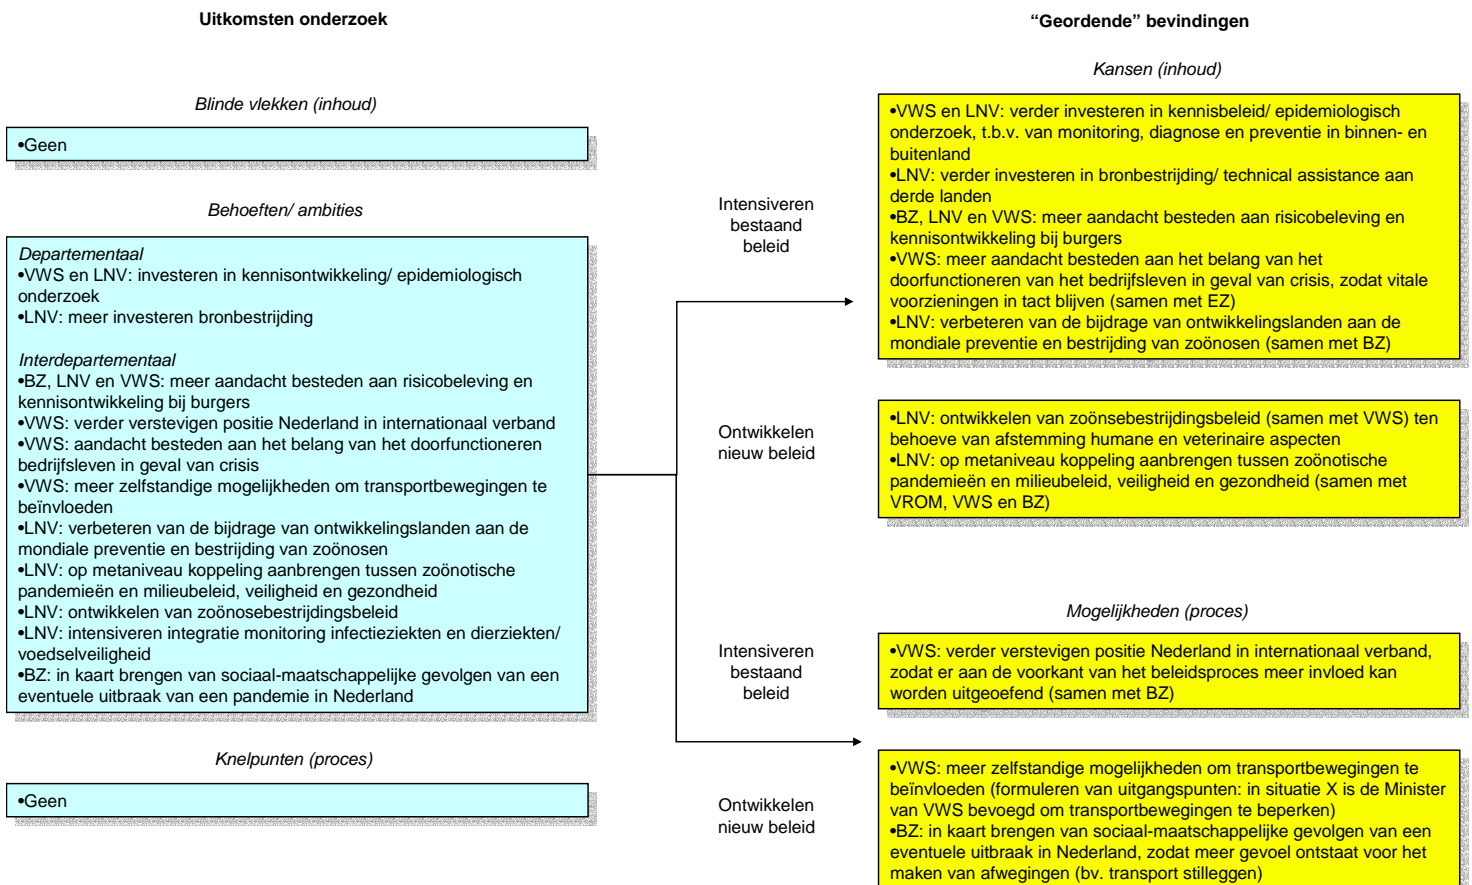 Uitkomsten onderzoek
Blinde vlekken (inhoud)
•Geen
Behoeften/ ambities
Departementaal
•VWS en LNV: investeren in kennisontwikkeling/ epidemiologisch
onderzoek
•LNV: meer investeren bronbestrijding
Interdepartementaal
•BZ, LNV en VWS: meer aandacht besteden aan risicobeleving en
kennisontwikkeling bij burgers
•VWS: verder verstevigen positie Nederland in internationaal verband
•VWS: aandacht besteden aan het belang van het doorfunctioneren
bedrijfsleven in geval van crisis
•VWS: meer zelfstandige mogelijkheden om transportbewegingen te
beïnvloeden
•LNV: verbeteren van de bijdrage van ontwikkelingslanden aan de
mondiale preventie en bestrijding van zoönosen
•LNV: op metaniveau koppeling aanbrengen tussen zoönotische
pandemieën en milieubeleid, veiligheid en gezondheid
•LNV: ontwikkelen van zoönosebestrijdingsbeleid
•LNV: intensiveren integratie monitoring infectieziekten en dierziekten/
voedselveiligheid
•BZ: in kaart brengen van sociaal-maatschappelijke gevolgen van een
eventuele uitbraak van een pandemie in Nederland
Knelpunten (proces)
•Geen
"Geordende" bevindingen
Kansen (inhoud)
Intensiveren
bestaand
beleid
•VWS en LNV: verder investeren in kennisbeleid/ epidemiologisch
onderzoek, t.b.v. van monitoring, diagnose en preventie in binnen- en
buitenland
•LNV: verder investeren in bronbestrijding/ technical assistance aan
derde landen
•BZ, LNV en VWS: meer aandacht besteden aan risicobeleving en
kennisontwikkeling bij burgers
•VWS: meer aandacht besteden aan het belang van het
doorfunctioneren van het bedrijfsleven in geval van crisis, zodat vitale
voorzieningen in tact blijven (samen met EZ)
•LNV: verbeteren van de bijdrage van ontwikkelingslanden aan de
mondiale preventie en bestrijding van zoönosen (samen met BZ)
Ontwikkelen
nieuw beleid
•LNV: ontwikkelen van zoönsebestrijdingsbeleid (samen met VWS) ten
behoeve van afstemming humane en veterinaire aspecten
•LNV: op metaniveau koppeling aanbrengen tussen zoönotische
pandemieën en milieubeleid, veiligheid en gezondheid (samen met
VROM, VWS en BZ)
Mogelijkheden (proces)
Intensiveren
bestaand
beleid
•VWS: verder verstevigen positie Nederland in internationaal verband,
zodat er aan de voorkant van het beleidsproces meer invloed kan
worden uitgeoefend (samen met BZ)
Ontwikkelen
nieuw beleid
•VWS: meer zelfstandige mogelijkheden om transportbewegingen te
beïnvloeden (formuleren van uitgangspunten: in situatie X is de Minister
van VWS bevoegd om transportbewegingen te beperken)
•BZ: in kaart brengen van sociaal-maatschappelijke gevolgen van een
eventuele uitbraak in Nederland, zodat meer gevoel ontstaat voor het
maken van afwegingen (bv. transport stilleggen)